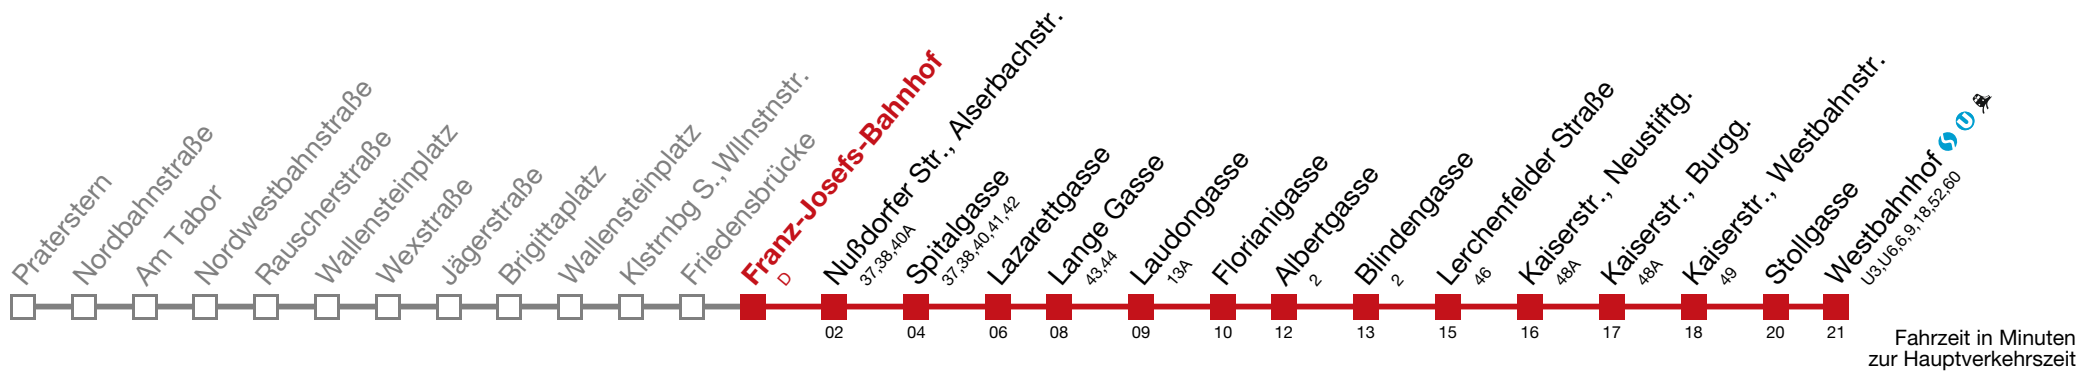 Praterstern
Nordbahnstraße
Am Tabor
Nordwestbahnstraße
Rauscherstraße
Wallensteinplatz
Wexstraße
Jägerstraße
Brigittaplatz
Wallensteinplatz
Klstrnbg S., Wllnstnstr.
Friedensbrücke
Franz-Josefs-Bahnhof
D
Nußdorfer Str., Alserbachstr.
37,38,40A
02
Spitalgasse
37,38,40,41,42
04
Lazarettgasse
06
Lange Gasse
43,44
08
Laudongasse
13A
09
Florianigasse
10
Albertgasse
2
12
Blindengasse
2
13
Lerchenfelder Straße
46
15
Kaiserstr., Neustiftg.
48A
16
Kaiserstr., Burgg.
48A
17
Kaiserstr., Westbahnstr.
49
18
Stollgasse
20
Westbahnhof
U3,U6,6,9,18,52,60
21
Fahrzeit in Minuten
zur Hauptverkehrszeit